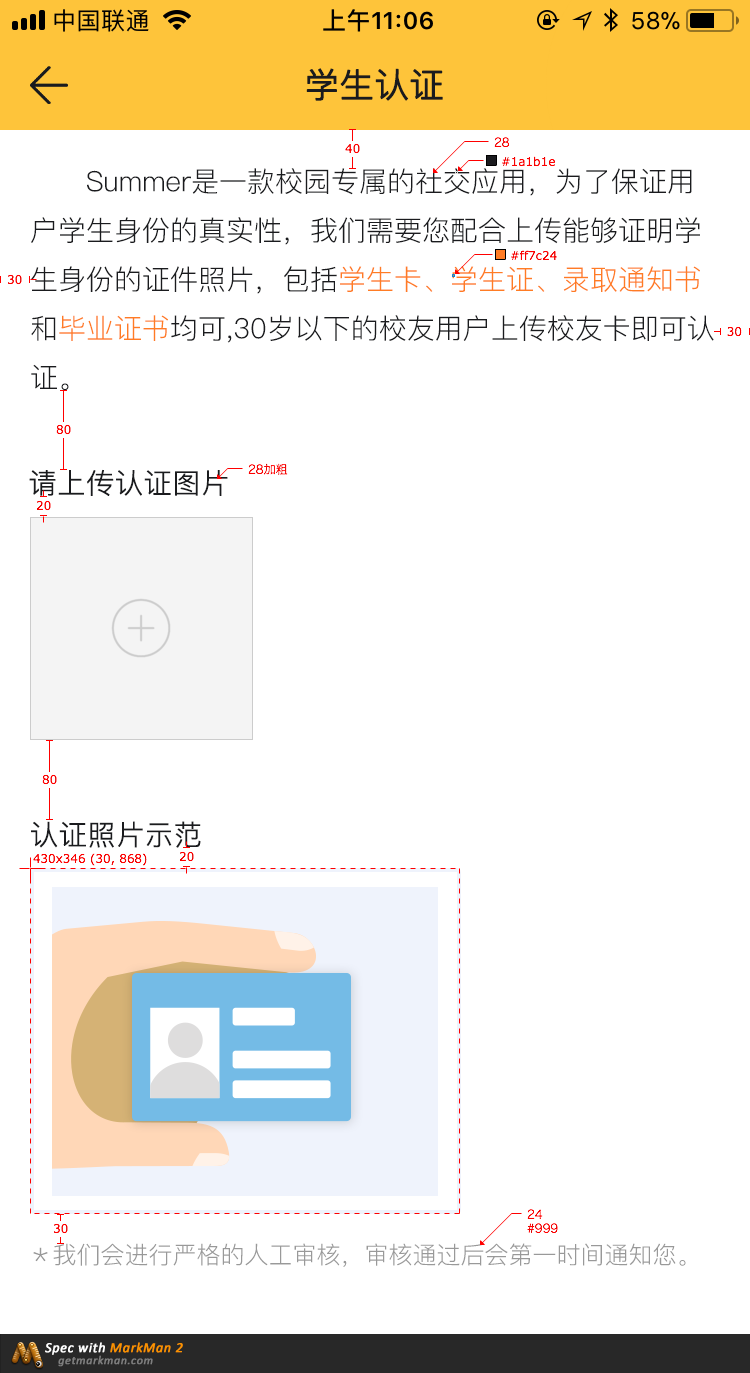 中国联通 上午11:06 58%
学生认证
40
28
#1a1b1e
Summer是一款校园专属的社交应用，为了保证用
户学生身份的真实性，我们需要您配合上传能够证明学
#ff7c24
30 生身份的证件照片，包括学生卡、学生证、录取通知书
和毕业证书均可,30岁以下的校友用户上传校友卡即可认 30
证。
80
28加粗
请上传认证图片
20
80
认证照片示范
430x346 (30, 868) 20
24
30 #999
＊我们会进行严格的人工审核，审核通过后会第一时间通知您。
Spec with MarkMan 2
getmarkman.com